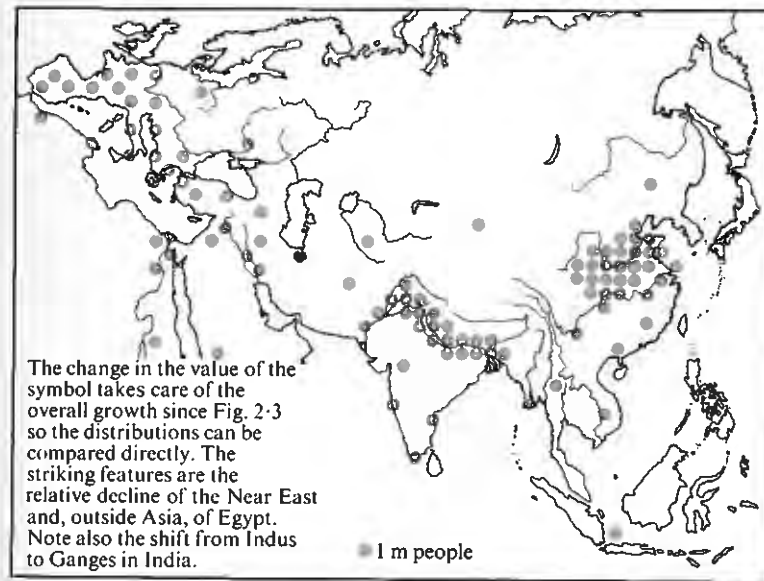 The change in the value of the
symbol takes care of the
overall growth since Fig. 2·3
so the distributions can be
compared directly. The
striking features are the
relative decline of the Near East
and, outside Asia, of Egypt.
Note also the shift from Indus
to Ganges in India.
1 m people